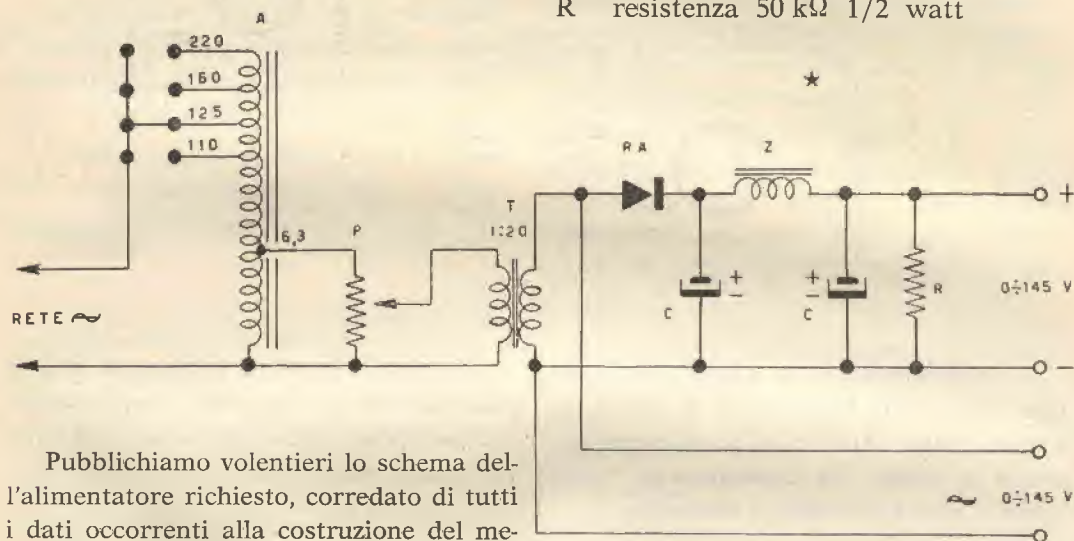 R resistenza 50 kΩ 1/2 watt
A
220
160
125
110
6,3
P
T
1:20
RA
Z
+
C
+
-
+
-
C
R
0÷145 V
-
RETE ~
~ 0÷145 V
Pubblichiamo volentieri lo schema del-
l'alimentatore richiesto, corredato di tutti
i dati occorrenti alla costruzione del me-